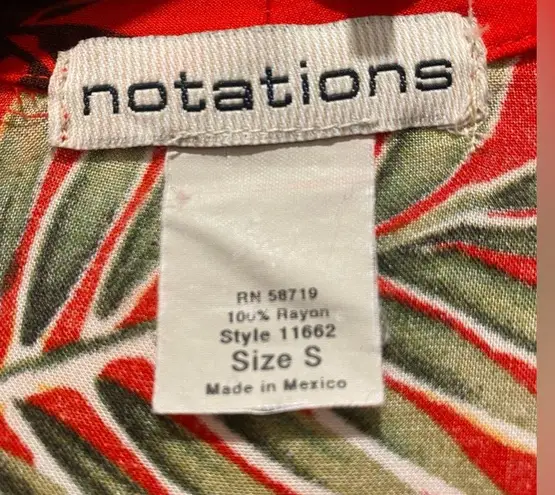 notations
RN 58719
100% Rayon
Style 11662
Size S
Made in Mexico